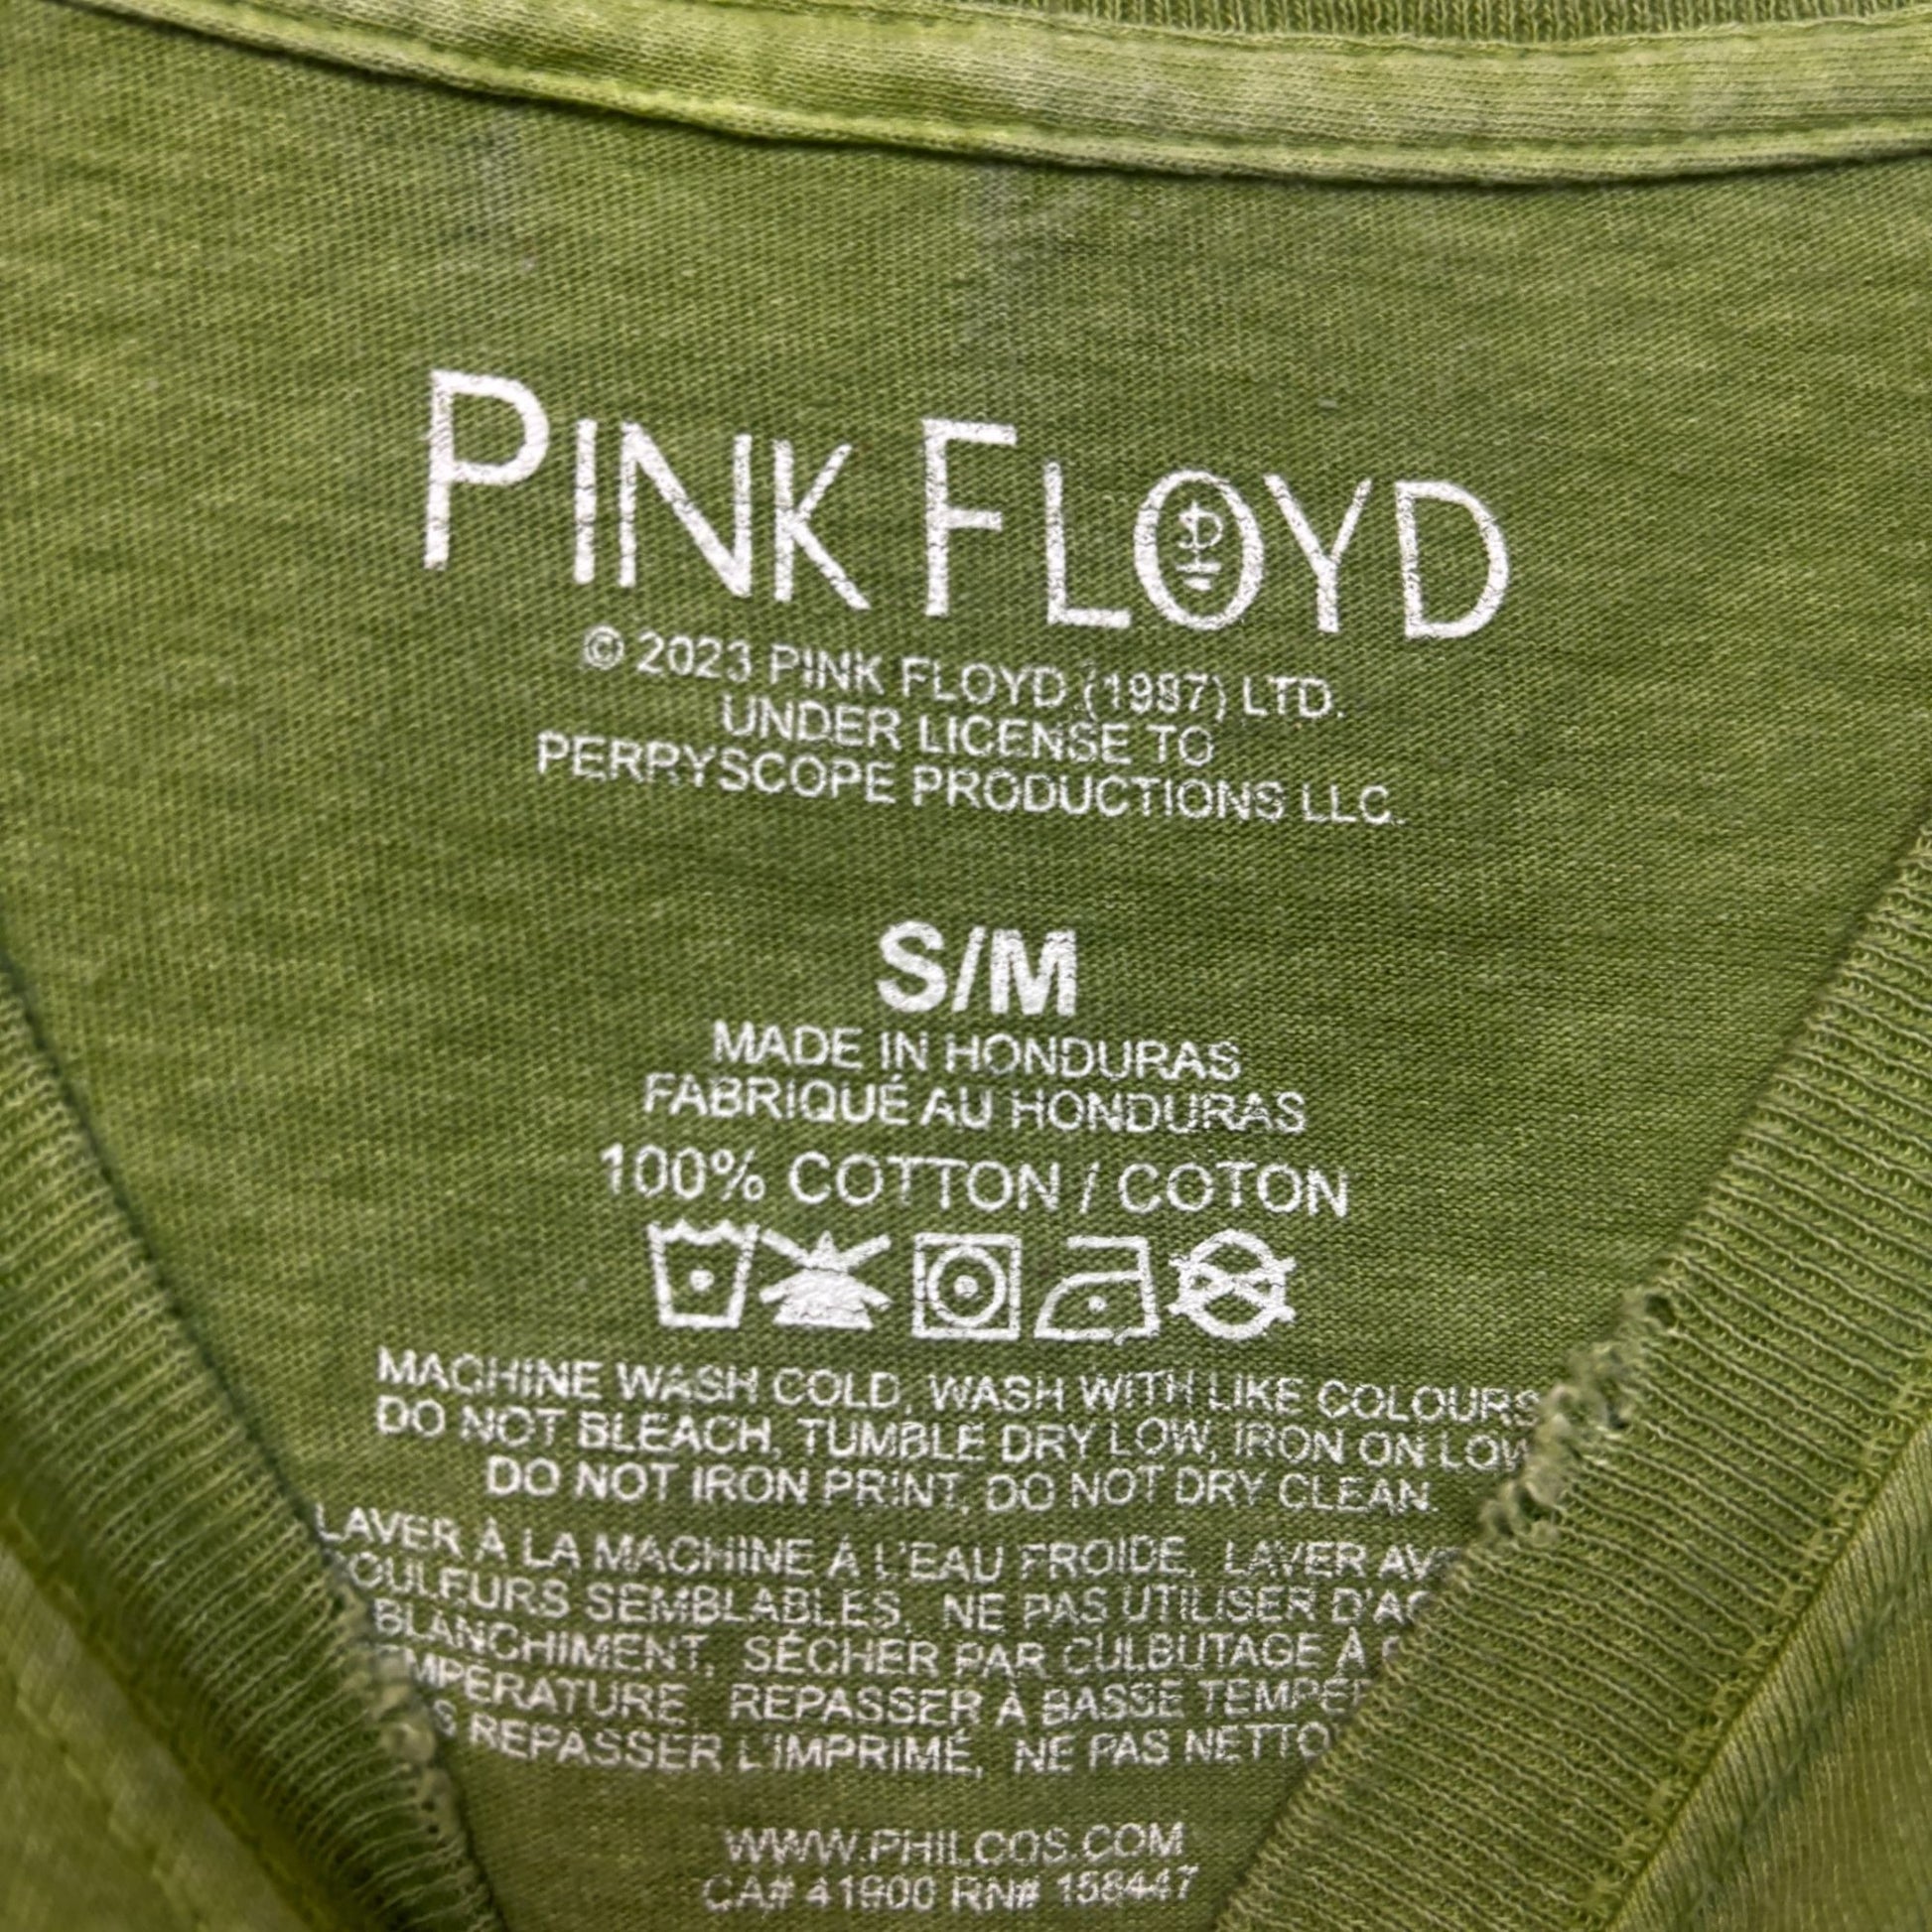 PINK FLOYD
© 2023 PINK FLOYD (1987) LTD.
UNDER LICENSE TO
PERRYSCOPE PRODUCTIONS LLC.
S/M
MADE IN HONDURAS
FABRIQUÉ AU HONDURAS
100% COTTON / COTON
MACHINE WASH COLD, WASH WITH LIKE COLOURS
DO NOT BLEACH, TUMBLE DRY LOW, IRON ON LOW
DO NOT IRON PRINT, DO NOT DRY CLEAN.
LAVER À LA MACHINE À L'EAU FROIDE, LAVER
SEMBLABLES, NE PAS UTILISER
BLANCHIMENT, SÉCHER PAR CULBUTAGE À
REPASSER À BASSE
REPASSER L'IMPRIMÉ, NE PAS
WWW.PHILCOS.COM
CA# 41900 RN# 158447